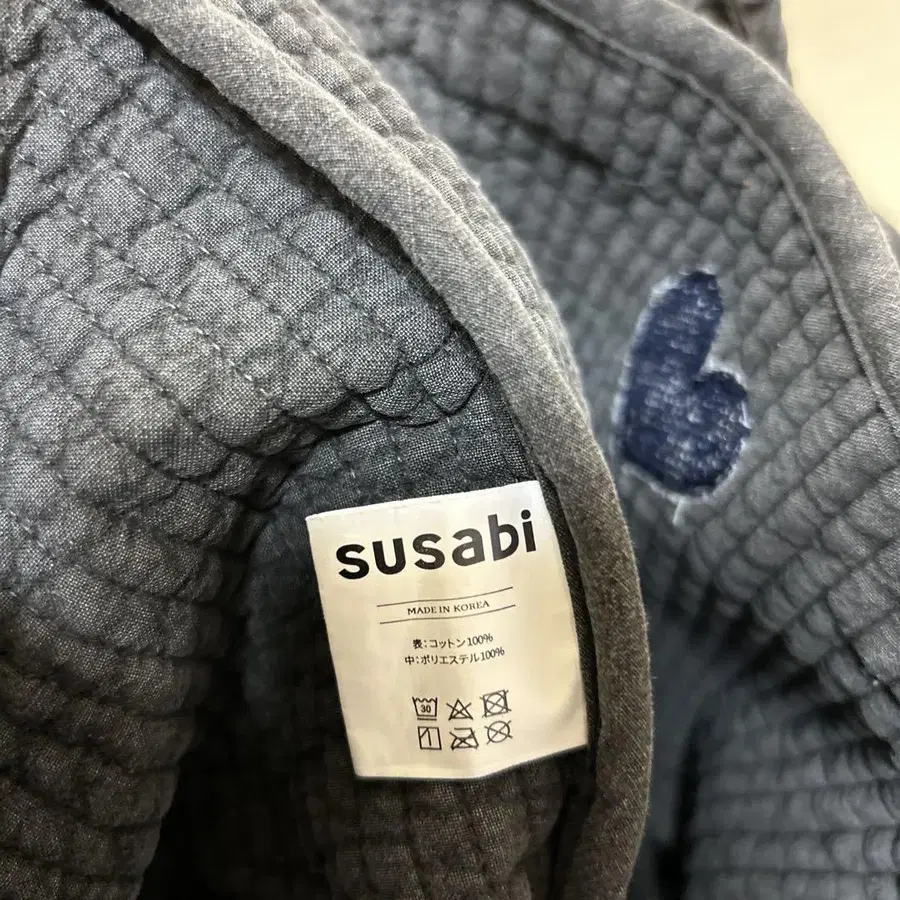 susabi
MADE IN KOREA
表:コットン100%
中:ポリエステル100%
30